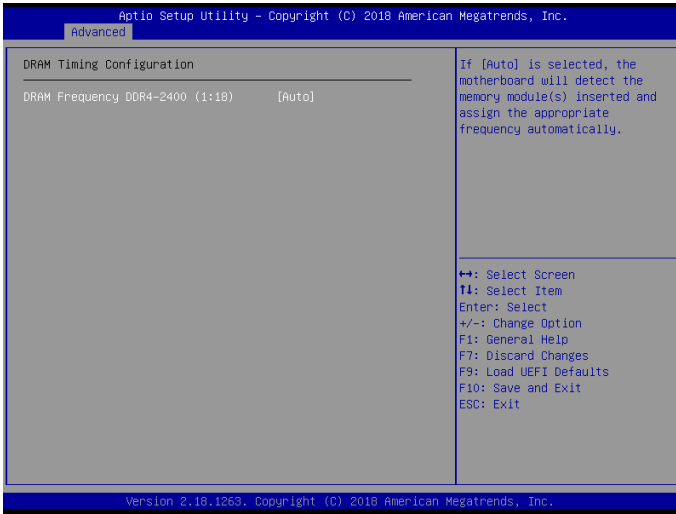 Aptio Setup Utility – Copyright (C) 2018 American Megatrends, Inc.
Advanced
DRAM Timing Configuration
DRAM Frequency DDR4-2400 (1:18) [Auto]
If [Auto] is selected, the
motherboard will detect the
memory module(s) inserted and
assign the appropriate
frequency automatically.
↔: Select Screen
↑↓: Select Item
Enter: Select
+/-: Change Option
F1: General Help
F7: Discard Changes
F9: Load UEFI Defaults
F10: Save and Exit
ESC: Exit
Version 2.18.1263. Copyright (C) 2018 American Megatrends, Inc.